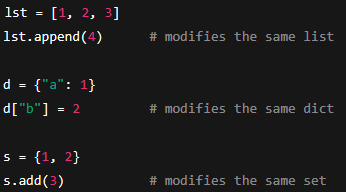 lst = [1, 2, 3]
lst.append(4)      # modifies the same list
d = {"a": 1}
d["b"] = 2         # modifies the same dict
s = {1, 2}
s.add(3)           # modifies the same set